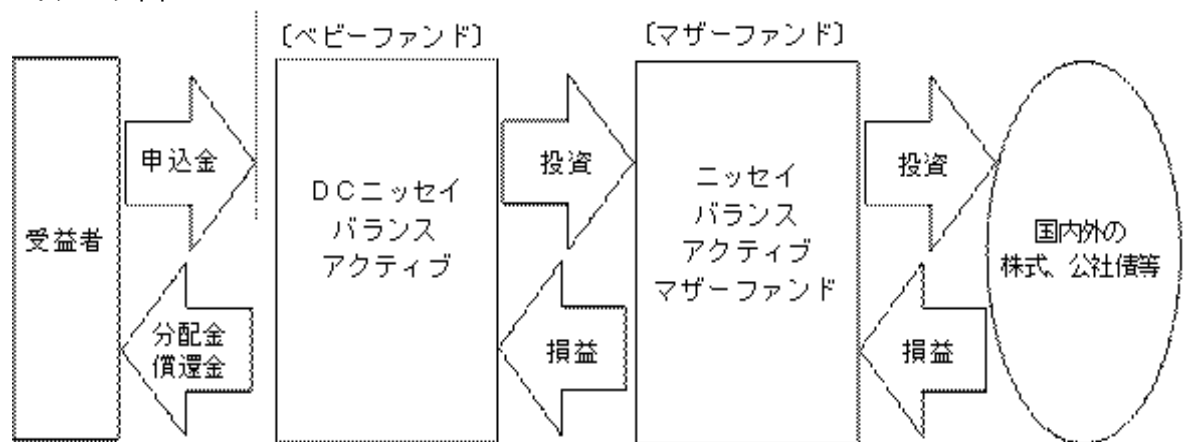 〔ベビーファンド〕
〔マザーファンド〕
受益者
申込金
分配金
償還金
ＤＣニッセイ
バランス
アクティブ
投資
損益
ニッセイ
バランス
アクティブ
マザーファンド
投資
損益
国内外の
株式、公社債等